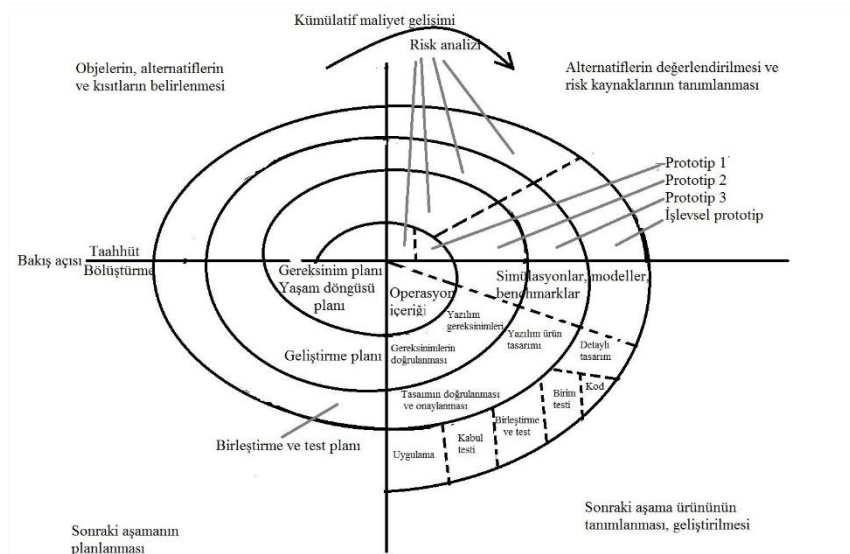 Kümülatif maliyet gelişimi
Risk analizi
Objelerin, alternatiflerin
ve kısıtların belirlenmesi
Alternatiflerin değerlendirilmesi ve
risk kaynaklarının tanımlanması
Prototip 1
Prototip 2
Prototip 3
İşlevsel prototip
Bakış açısı
Taahhüt
Bölüştürme
Gereksinim planı
Yaşam döngüsü
planı
Operasyon
içeriği
Simülasyonlar, modeller,
benchmarklar
Yazılım
gereksinimleri
Yazılım ürün
tasarımı
Detaylı
tasarım
Geliştirme planı
Gereksinimlerin
doğrulanması
Tasaımın doğrulanması
ve onaylanması
Kod
Birim
testi
Birleştirme
ve test
Kabul
testi
Uygulama
Birleştirme ve test planı
Sonraki aşamanın
planlanması
Sonraki aşama ürününün
tanımlanması, geliştirilmesi